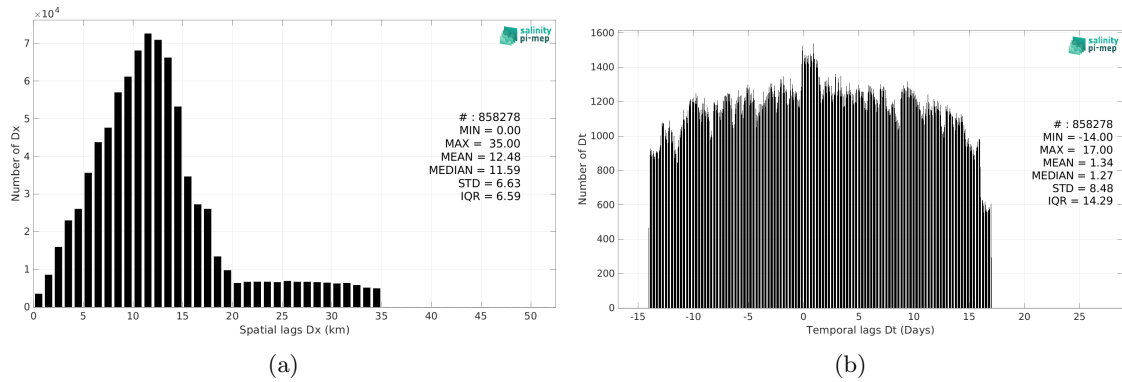 ×10⁴
7
6
5
4
3
2
1
0
Number of Dx
0 5 10 15 20 25 30 35 40 45 50
Spatial lags Dx (km)
salinity
pi-mep
# : 858278
MIN = 0.00
MAX = 35.00
MEAN = 12.48
MEDIAN = 11.59
STD = 6.63
IQR = 6.59
(a)
1600
1400
1200
1000
800
600
400
200
0
Number of Dt
-15 -10 -5 0 5 10 15 20 25
Temporal lags Dt (Days)
salinity
pi-mep
# : 858278
MIN = -14.00
MAX = 17.00
MEAN = 1.34
MEDIAN = 1.27
STD = 8.48
IQR = 14.29
(b)